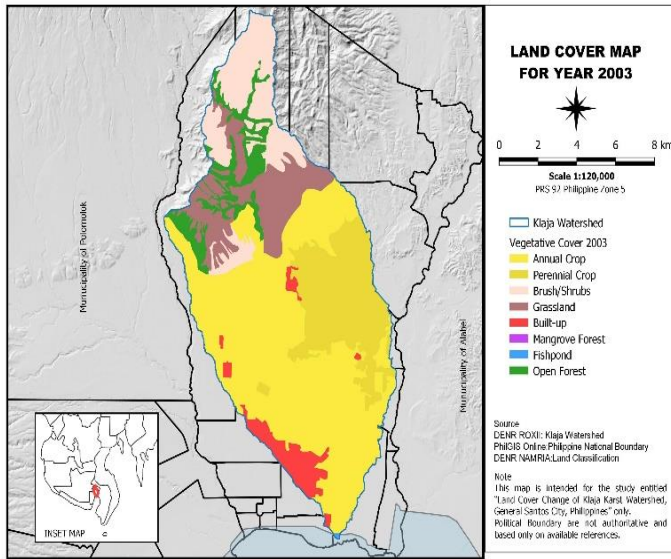 LAND COVER MAP
FOR YEAR 2003
0 2 4 6 8 km
Scale 1:120,000
PRS 92 Philippine Zone 5
Klaja Watershed
Vegetative Cover 2003
Annual Crop
Perennial Crop
Brush/Shrubs
Grassland
Built-up
Mangrove Forest
Fishpond
Open Forest
Source
DENR ROXII: Klaja Watershed
PhilGIS Online:Philippine National Boundary
DENR NAMRIA:Land Classification
Note
This map is intended for the study entitled
"Land Cover Change of Klaja Karst Watershed,
General Santos City, Philippines" only.
Political Boundary are not authoritative and
based only on available references.
Municipality of Polomolok
Municipality of Alabel
INSET MAP